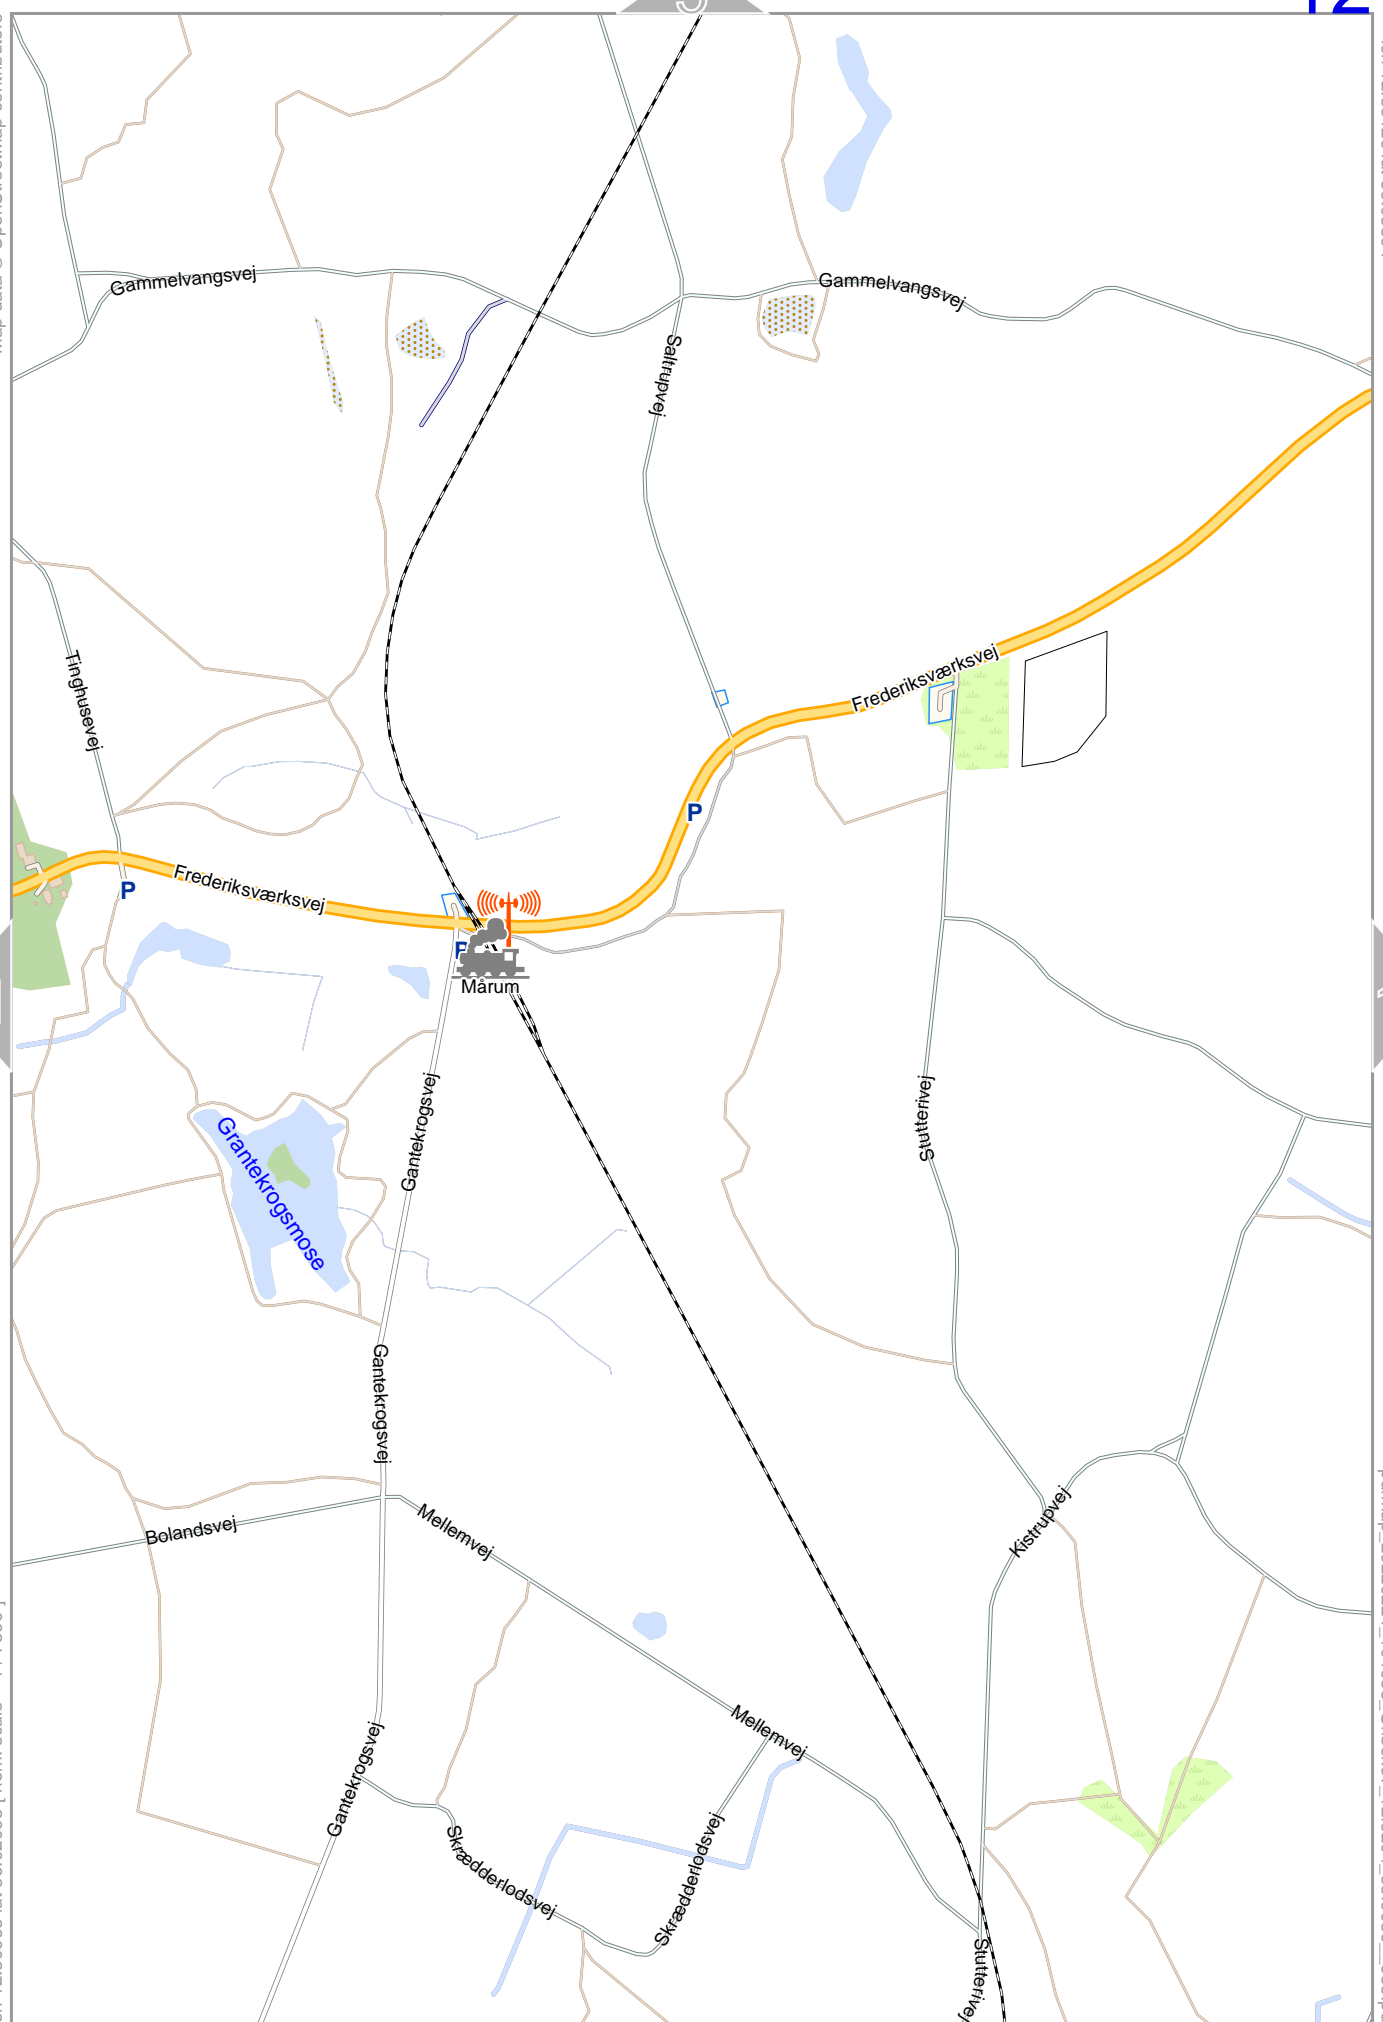 Gammelvangsvej
Gammelvangsvej
Saltrupvej
Tinghusevej
Frederiksværksvej
P
Frederiksværksvej
P
P
Mårum
Gantekrogsvej
Stutterivej
Grantekrogsmose
Gantekrogsvej
Bolandsvej
Mellemvej
Kistrupvej
Mellemvej
Gantekrogsvej
Skrædderlodsvej
Skrædderlodsvej
Stutterivej